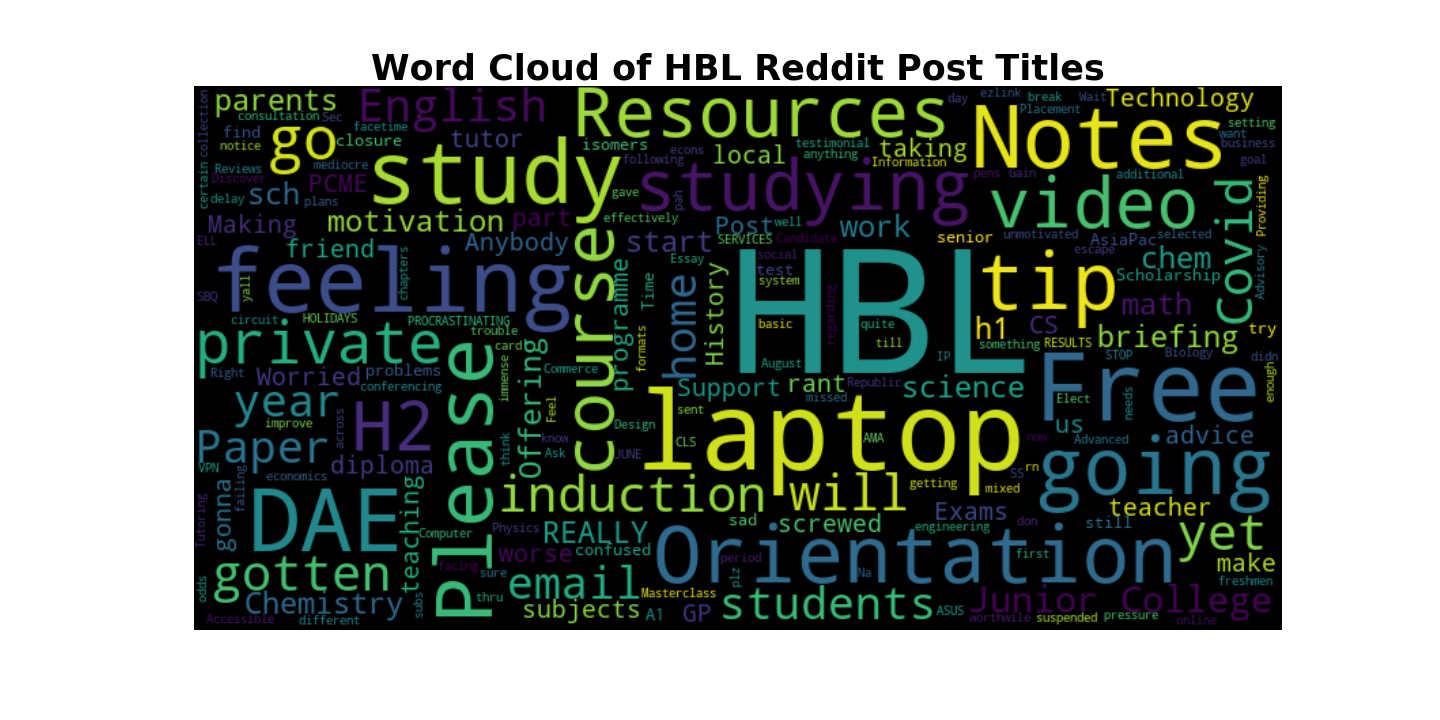 Word Cloud of HBL Reddit Post Titles
parents
English
Resources
day
ezlink
break
Wait
Technology
consultation
Sec
Placement
Notes
collection
certain
find
notice
go
facetime
closure
tutor
isomers
testimonial
anything
taking
setting
want
business
goal
Reviews
Discover
delay
mediocre
study
following
econs
local
Information
sch
plans
PCME
gave
studying
pah
pens
Gain
additional
video
Covid
Providing
Making
motivation
part
effectively
Post
well
work
ELL
friend
Anybody
start
SERVICES
Candidate
senior
unmotivated
AsiaPac
selected
escape
feeling
chapters
course
programme
Time
Essay
home
History
social
test
system
HBL
tip
chem
Scholarship
Advisory
SBQ
yall
circuit
HOLIDAYS
PROCRASTINATING
trouble
card
formats
basic
regarding
quite
till
h1
something
CS
RESULTS
math
briefing
try
private
Right
Worried
problems
conferencing
Please
immense
Offering
Commerce
August
IP
STOP
Biology
didn
enough
Support
rant
Republic
missed
science
Free
Elect
needs
year
improve
across
H2
Feel
Design
sent
CLS
laptop
AMA
us
advice
Advanced
now
rn
SS
Paper
VPN
economics
diploma
think
know
Ask
JUNE
getting
mixed
going
gonna
failing
DAE
teaching
induction
will
Exams
teacher
Tutoring
Computer
Physics
REALLY
sad
screwed
engineering
don
still
yet
gotten
facing
sure
worse
confused
Orientation
period
first
make
freshmen
odds
Chemistry
subs
thru
email
Masterclass
plz
Na
Junior College
Accessible
different
subjects
A1
GP
students
ASUS
worthwile
suspended
pressure
online